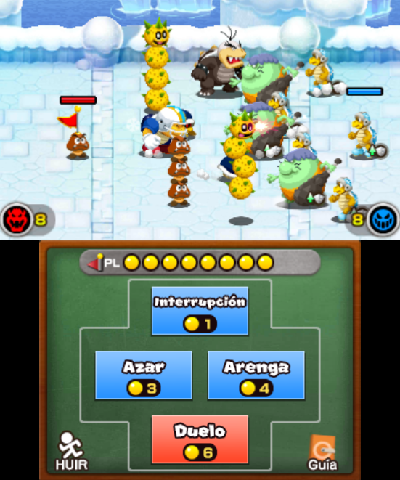 8
8
PL
Interrupción
1
Azar
3
Arenga
4
Duelo
6
HUIR
Guía